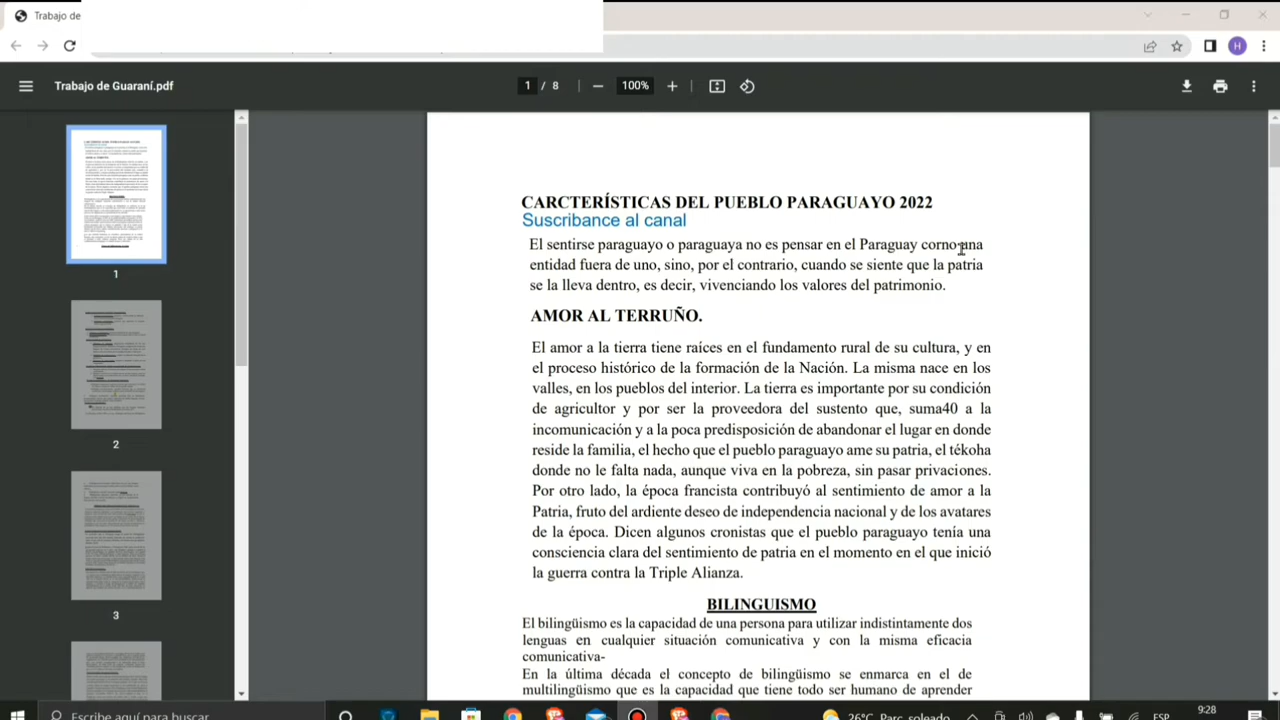 Trabajo de
H
Trabajo de Guaraní.pdf
1 / 8
100%
CARCTERÍSTICAS DEL PUEBLO PARAGUAYO 2022
Suscribance al canal
El sentirse paraguayo o paraguaya no es pensar en el Paraguay corno una
entidad fuera de uno, sino, por el contrario, cuando se siente que la patria
se la lleva dentro, es decir, vivenciando los valores del patrimonio.
AMOR AL TERRUÑO.
El amor a la tierra tiene raíces en el fundamento rural de su cultura, y en
el proceso histórico de la formación de la Nación. La misma nace en los
valles, en los pueblos del interior. La tierra es importante por su condición
de agricultor y por ser la proveedora del sustento que, suma40 a la
incomunicación y a la poca predisposición de abandonar el lugar en donde
reside la familia, el hecho que el pueblo paraguayo ame su patria, el tékoha
donde no le falta nada, aunque viva en la pobreza, sin pasar privaciones.
Por otro lado, la época francista contribuyó al sentimiento de amor a la
Patria, fruto del ardiente deseo de independencia nacional y de los avatares
de la época. Dicen algunos cronistas que el pueblo paraguayo tenía una
consciencia clara del sentimiento de patria en el momento en el que inició
la guerra contra la Triple Alianza.
BILINGUISMO
El bilingüismo es la capacidad de una persona para utilizar indistintamente dos
lenguas en cualquier situación comunicativa y con la misma eficacia
comunicativa-
En la última década el concepto de bilingüismo se enmarca en el de
multilingüismo que es la capacidad que tiene todo ser humano de aprender
1
2
3
Escribe aquí para buscar
26°C Parc. soleado
ESP
9:28